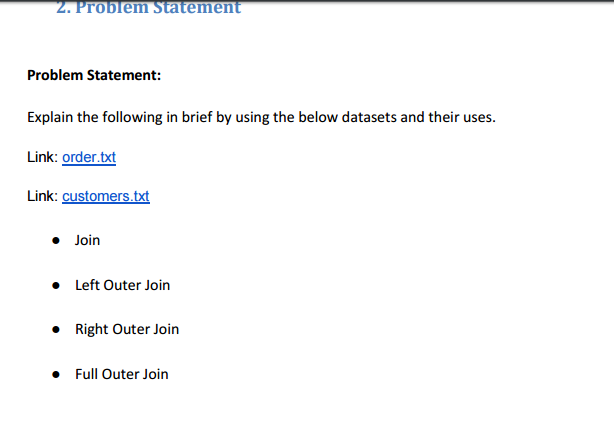 2. Problem Statement
Problem Statement:
Explain the following in brief by using the below datasets and their uses.
Link: order.txt
Link: customers.txt
● Join
● Left Outer Join
● Right Outer Join
● Full Outer Join